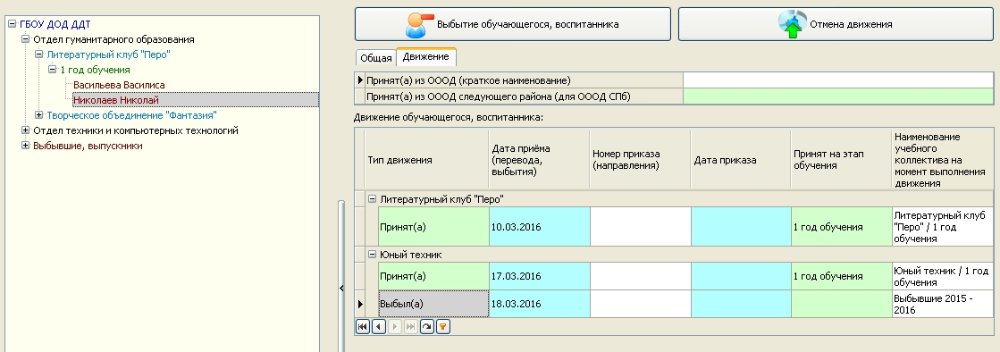 ГБОУ ДОД ДДТ
Отдел гуманитарного образования
Литературный клуб "Перо"
1 год обучения
Васильева Василиса
Николаев Николай
Творческое объединение "Фантазия"
Отдел техники и компьютерных технологий
Выбывшие, выпускники
Выбытие обучающегося, воспитанника
Отмена движения
Общая
Движение
Принят(а) из ОООД (краткое наименование)
Принят(а) из ОООД следующего района (для ОООД СПб)
Движение обучающегося, воспитанника:
Тип движения
Дата приёма
(перевода,
выбытия)
Номер приказа
(направления)
Дата приказа
Принят на этап
обучения
Наименование
учебного
коллектива на
момент выполнения
движения
Литературный клуб "Перо"
Принят(а)
10.03.2016
1 год обучения
Литературный клуб
"Перо" / 1 год
обучения
Юный техник
Принят(а)
17.03.2016
1 год обучения
Юный техник / 1 год
обучения
Выбыл(а)
18.03.2016
Выбывшие 2015 -
2016